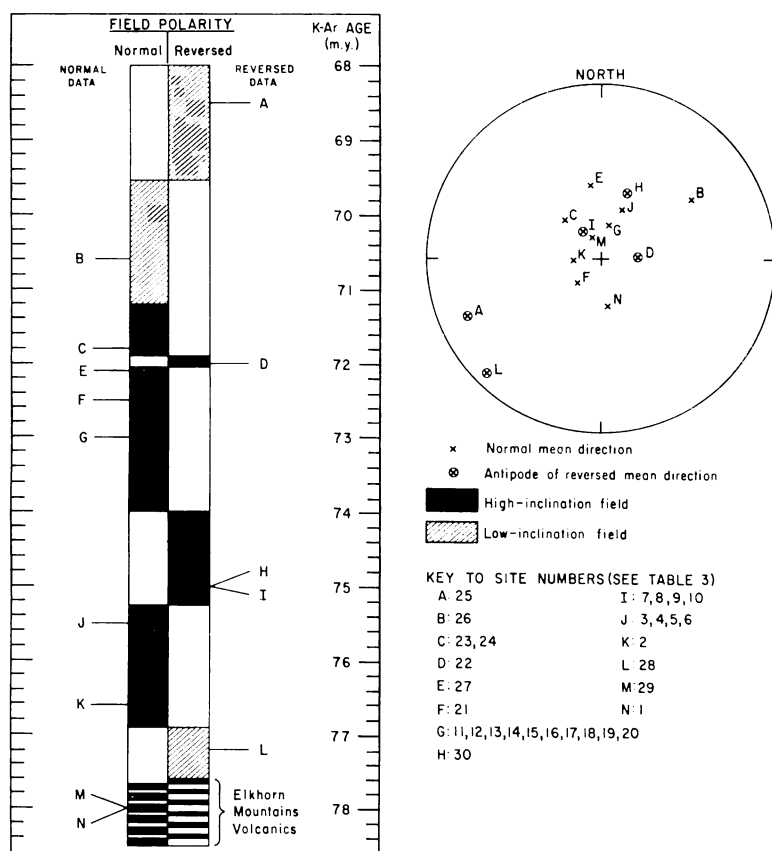 FIELD POLARITY
Normal Reversed
K-Ar AGE
(m.y.)
NORMAL
DATA
REVERSED
DATA
68
A
69
70
B
71
C
72
D
E
F
G
73
74
H
75
I
J
76
K
77
L
M
78
N
Elkhorn
Mountains
Volcanics
NORTH
E
H
B
J
C
I
G
M
K
D
F
N
A
L
x Normal mean direction
⊗ Antipode of reversed mean direction
High-inclination field
Low-inclination field
KEY TO SITE NUMBERS (SEE TABLE 3)
A: 25
B: 26
C: 23, 24
D: 22
E: 27
F: 21
G: 11, 12, 13, 14, 15, 16, 17, 18, 19, 20
H: 30
I: 7, 8, 9, 10
J: 3, 4, 5, 6
K: 2
L: 28
M: 29
N: 1